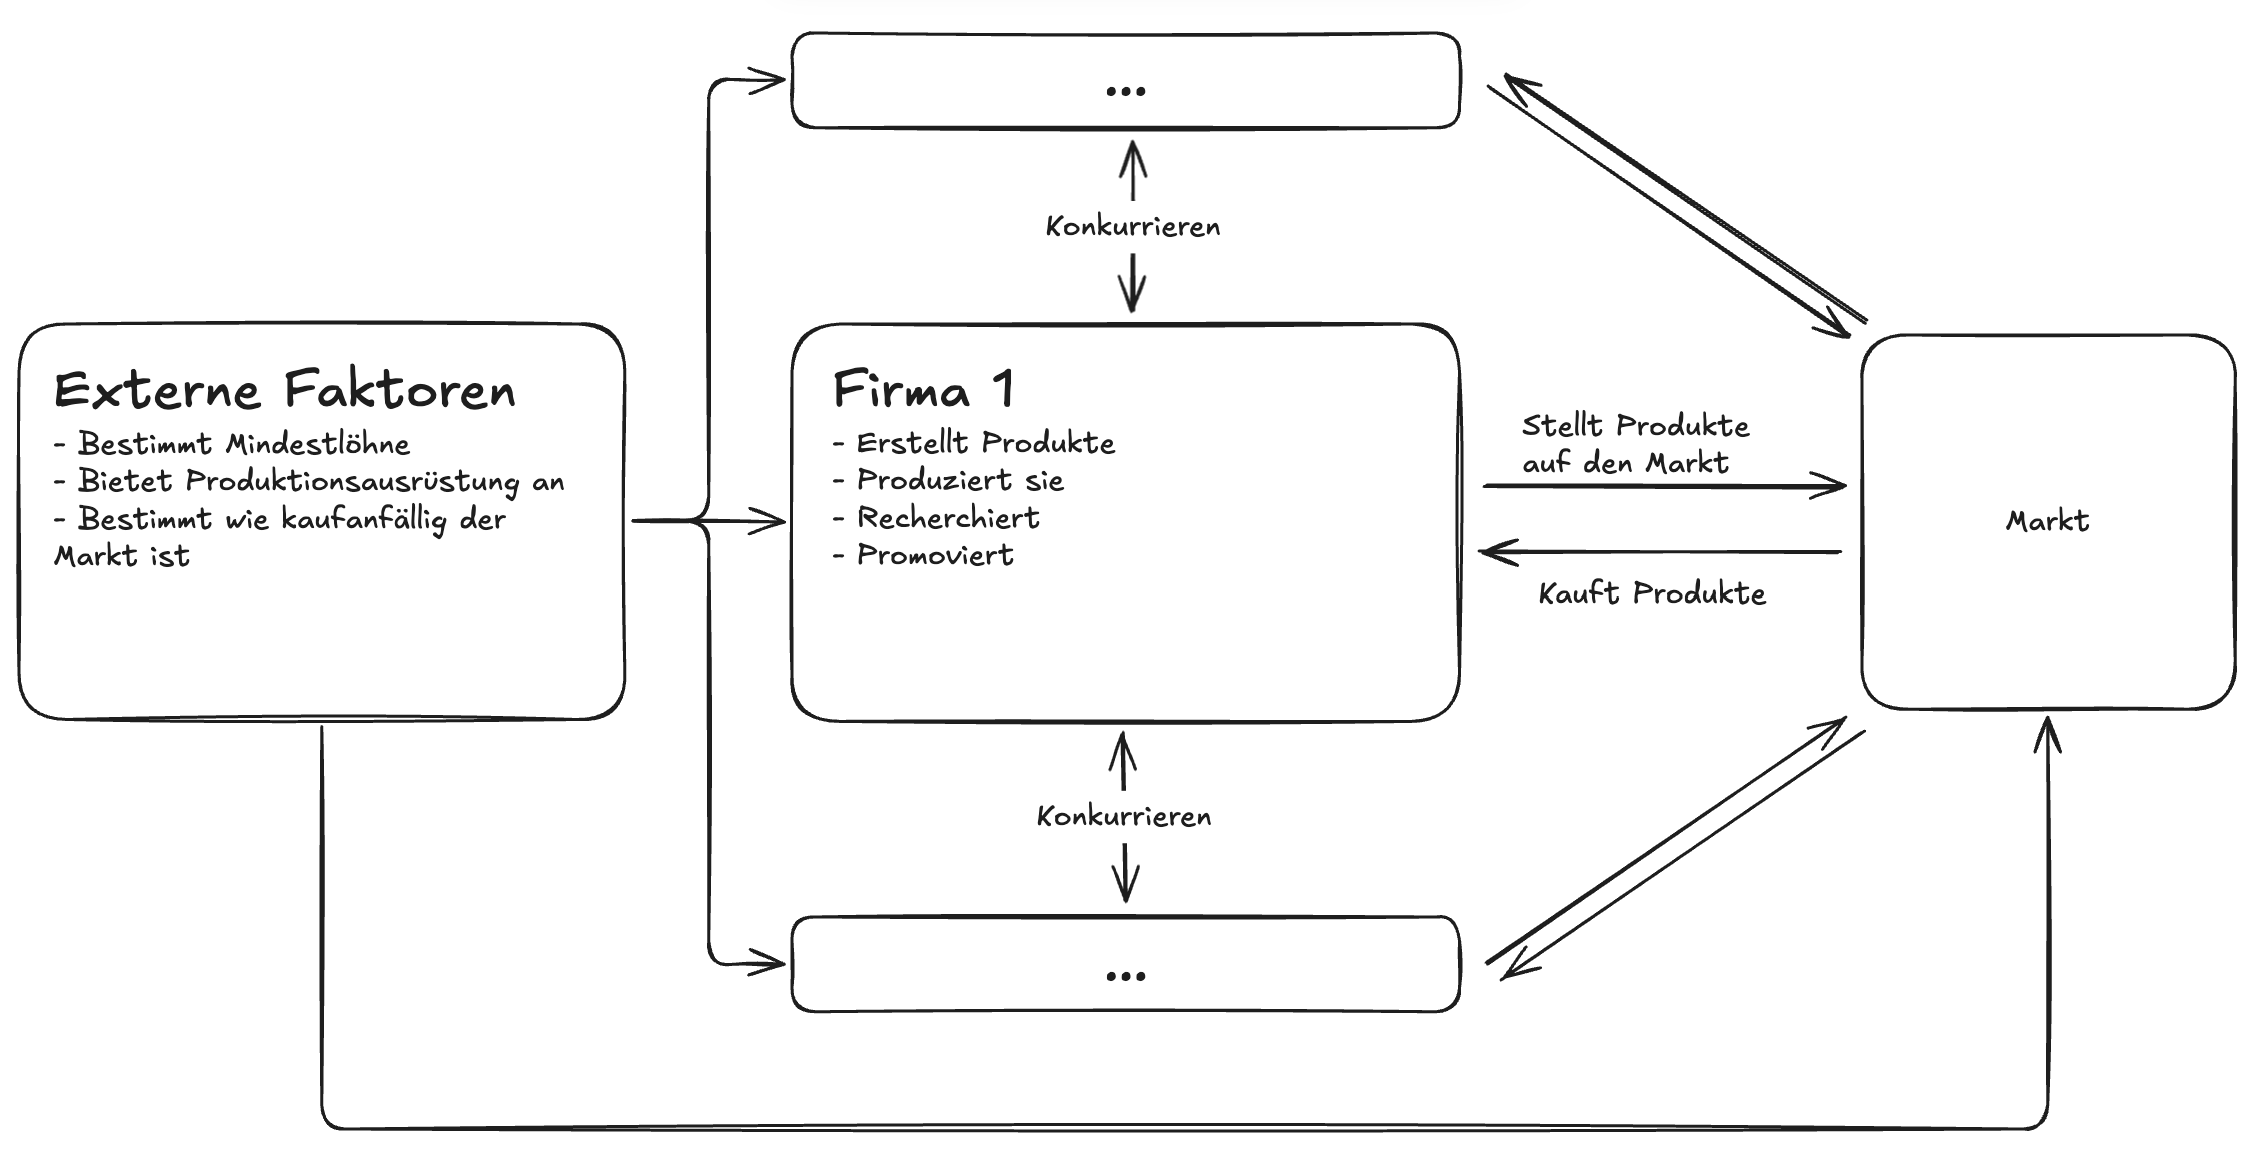 ...
Konkurrieren
Externe Faktoren
- Bestimmt Mindestlöhne
- Bietet Produktionsausrüstung an
- Bestimmt wie kaufanfällig der
Markt ist
Firma 1
- Erstellt Produkte
- Produziert sie
- Recherchiert
- Promoviert
Stellt Produkte
auf den Markt
Kauft Produkte
Markt
Konkurrieren
...